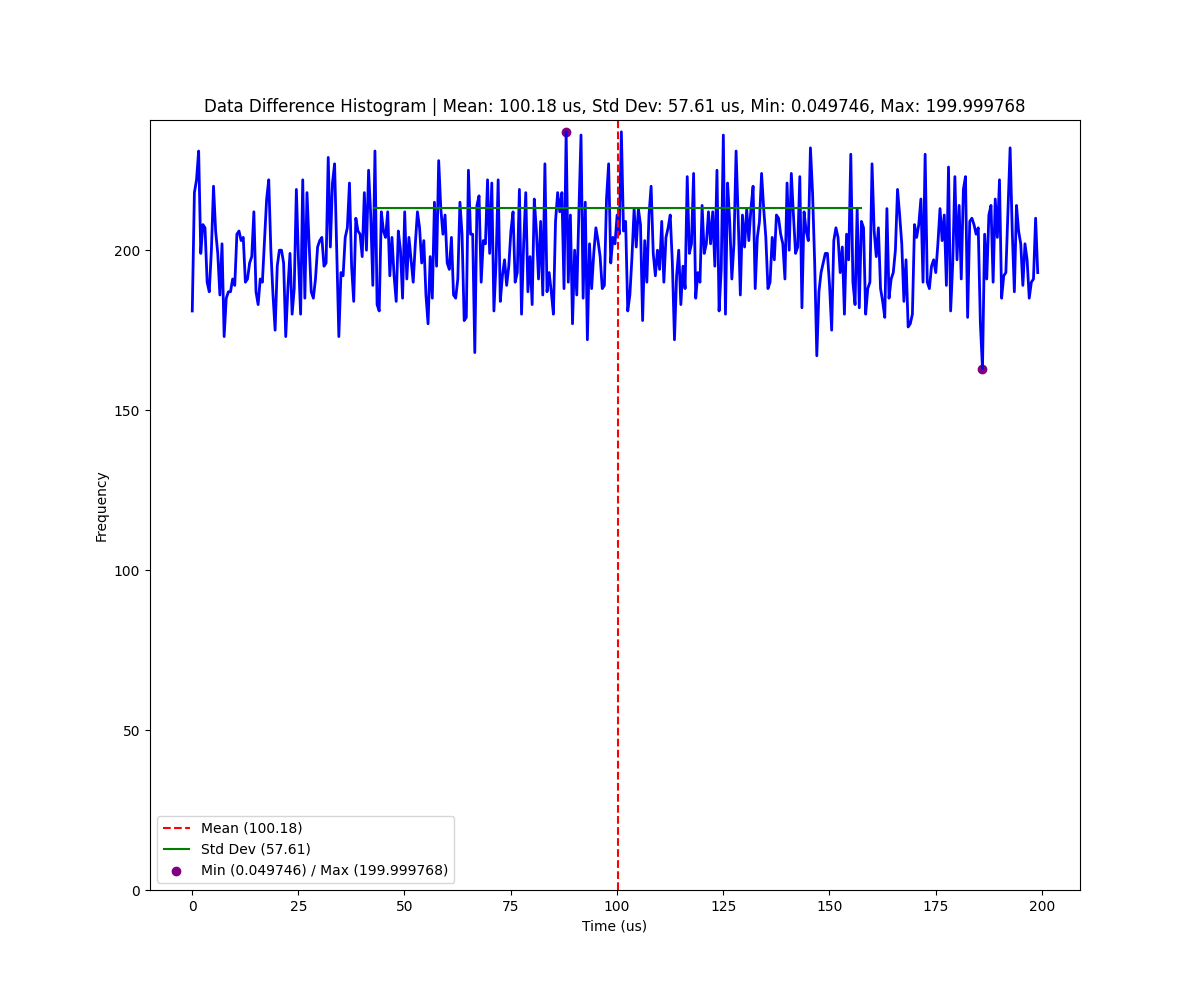 Data Difference Histogram | Mean: 100.18 us, Std Dev: 57.61 us, Min: 0.049746, Max: 199.999768
200
150
100
50
0
Frequency
Mean (100.18)
Std Dev (57.61)
Min (0.049746) / Max (199.999768)
0 25 50 75 100 125 150 175 200
Time (us)